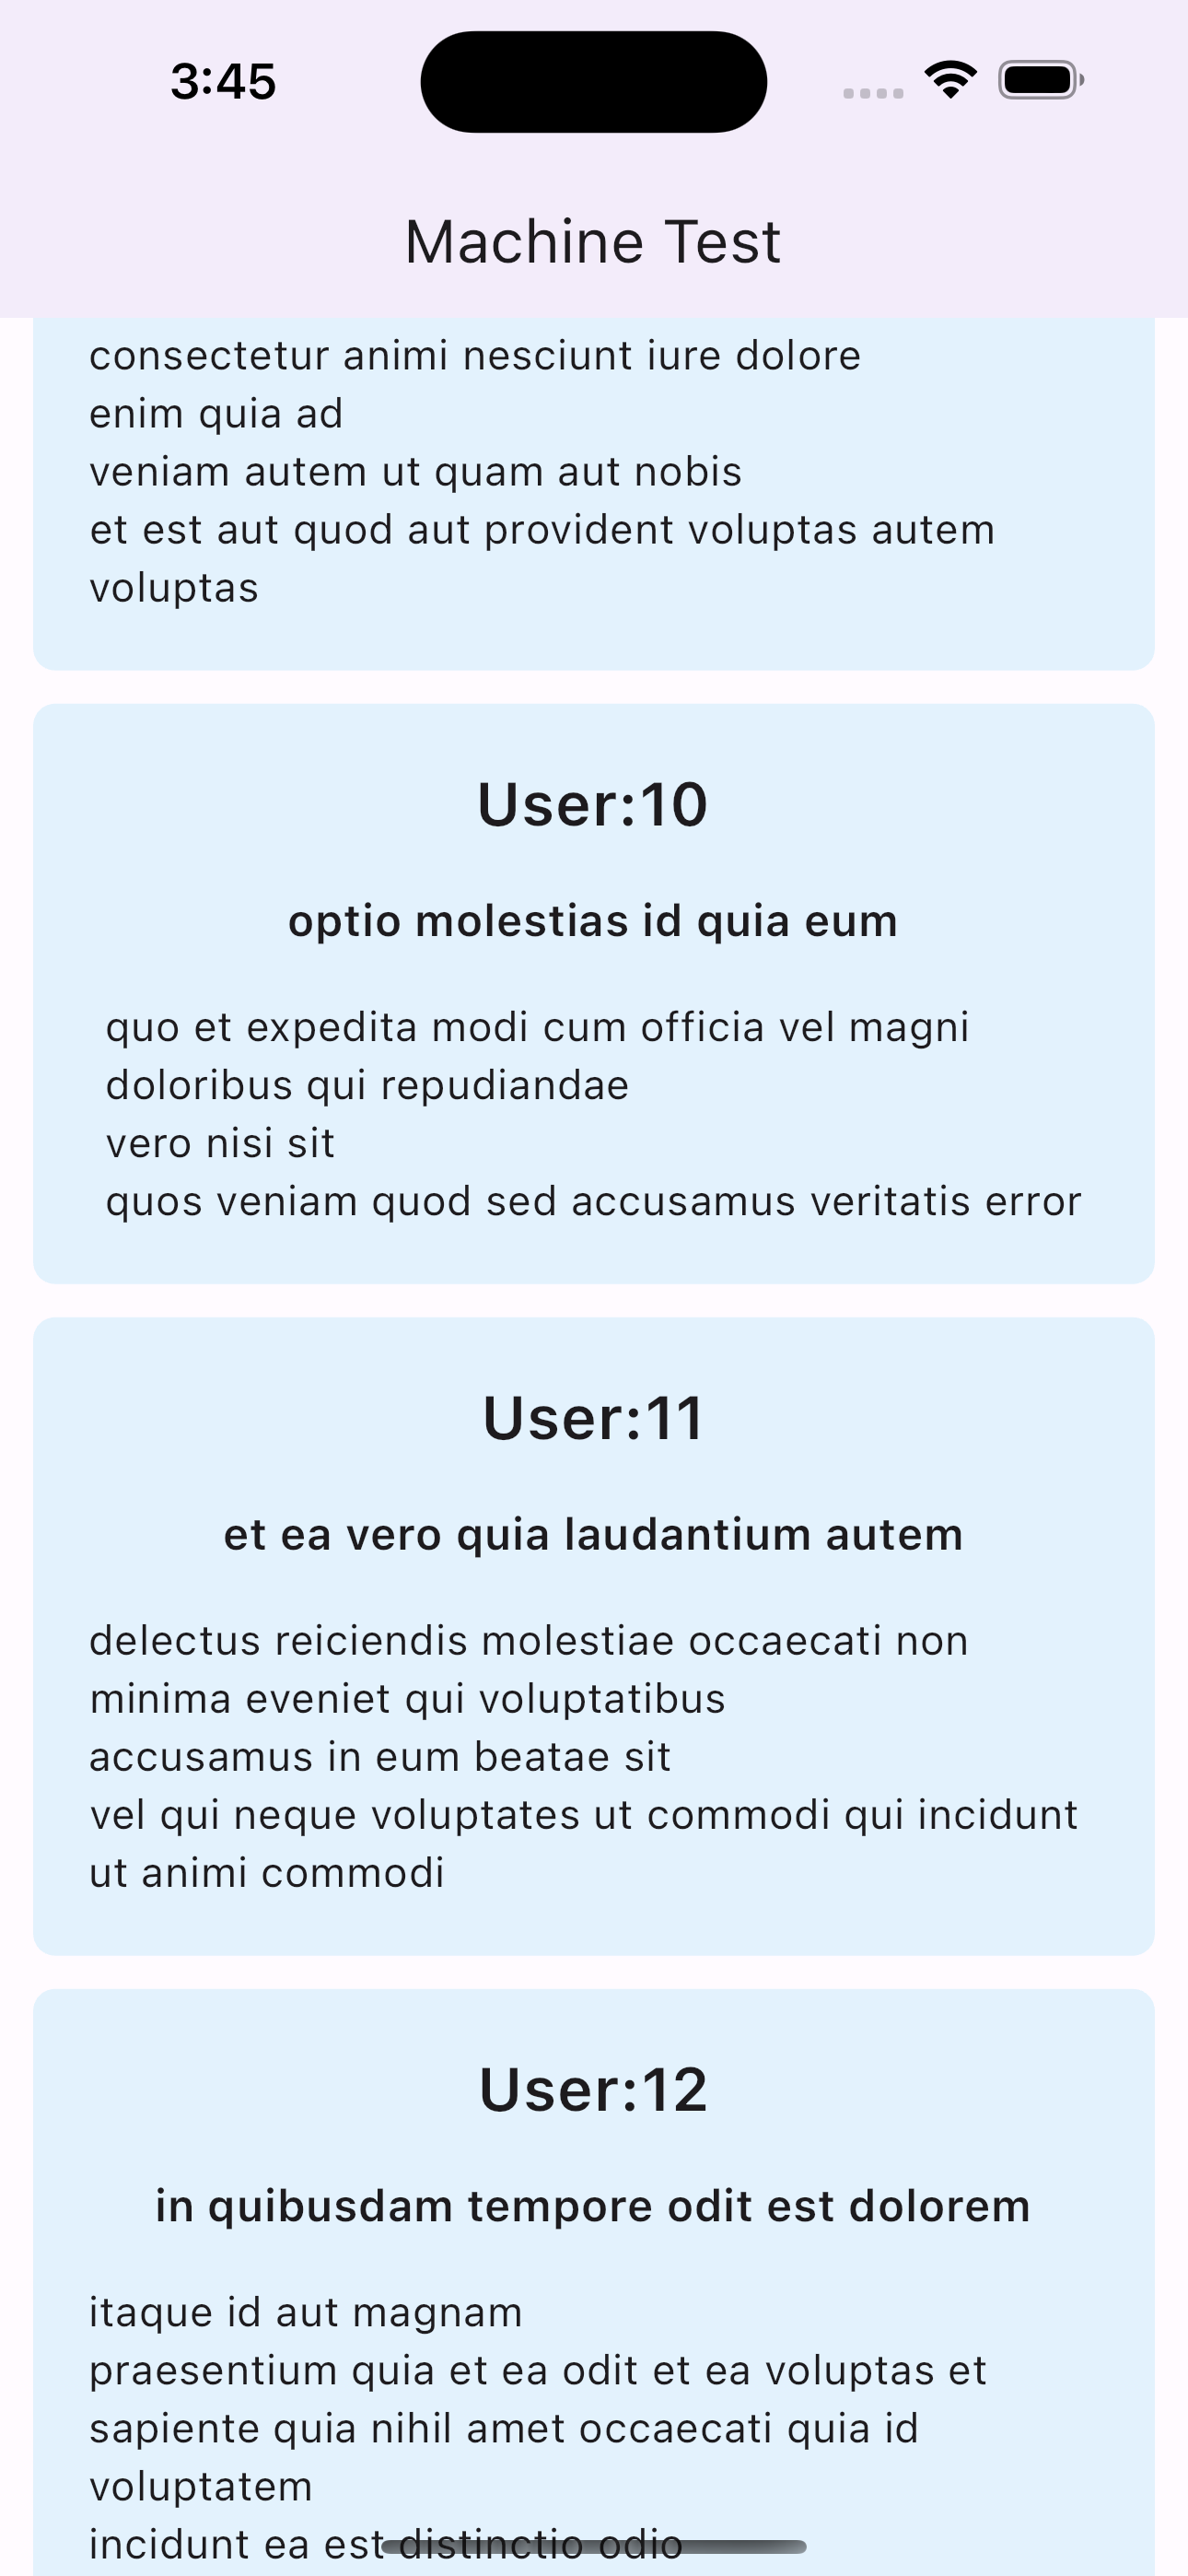 3:45
Machine Test
consectetur animi nesciunt iure dolore
enim quia ad
veniam autem ut quam aut nobis
et est aut quod aut provident voluptas autem
voluptas
User:10
optio molestias id quia eum
quo et expedita modi cum officia vel magni
doloribus qui repudiandae
vero nisi sit
quos veniam quod sed accusamus veritatis error
User:11
et ea vero quia laudantium autem
delectus reiciendis molestiae occaecati non
minima eveniet qui voluptatibus
accusamus in eum beatae sit
vel qui neque voluptates ut commodi qui incidunt
ut animi commodi
User:12
in quibusdam tempore odit est dolorem
itaque id aut magnam
praesentium quia et ea odit et ea voluptas et
sapiente quia nihil amet occaecati quia id
voluptatem
incidunt ea est distinctio odio